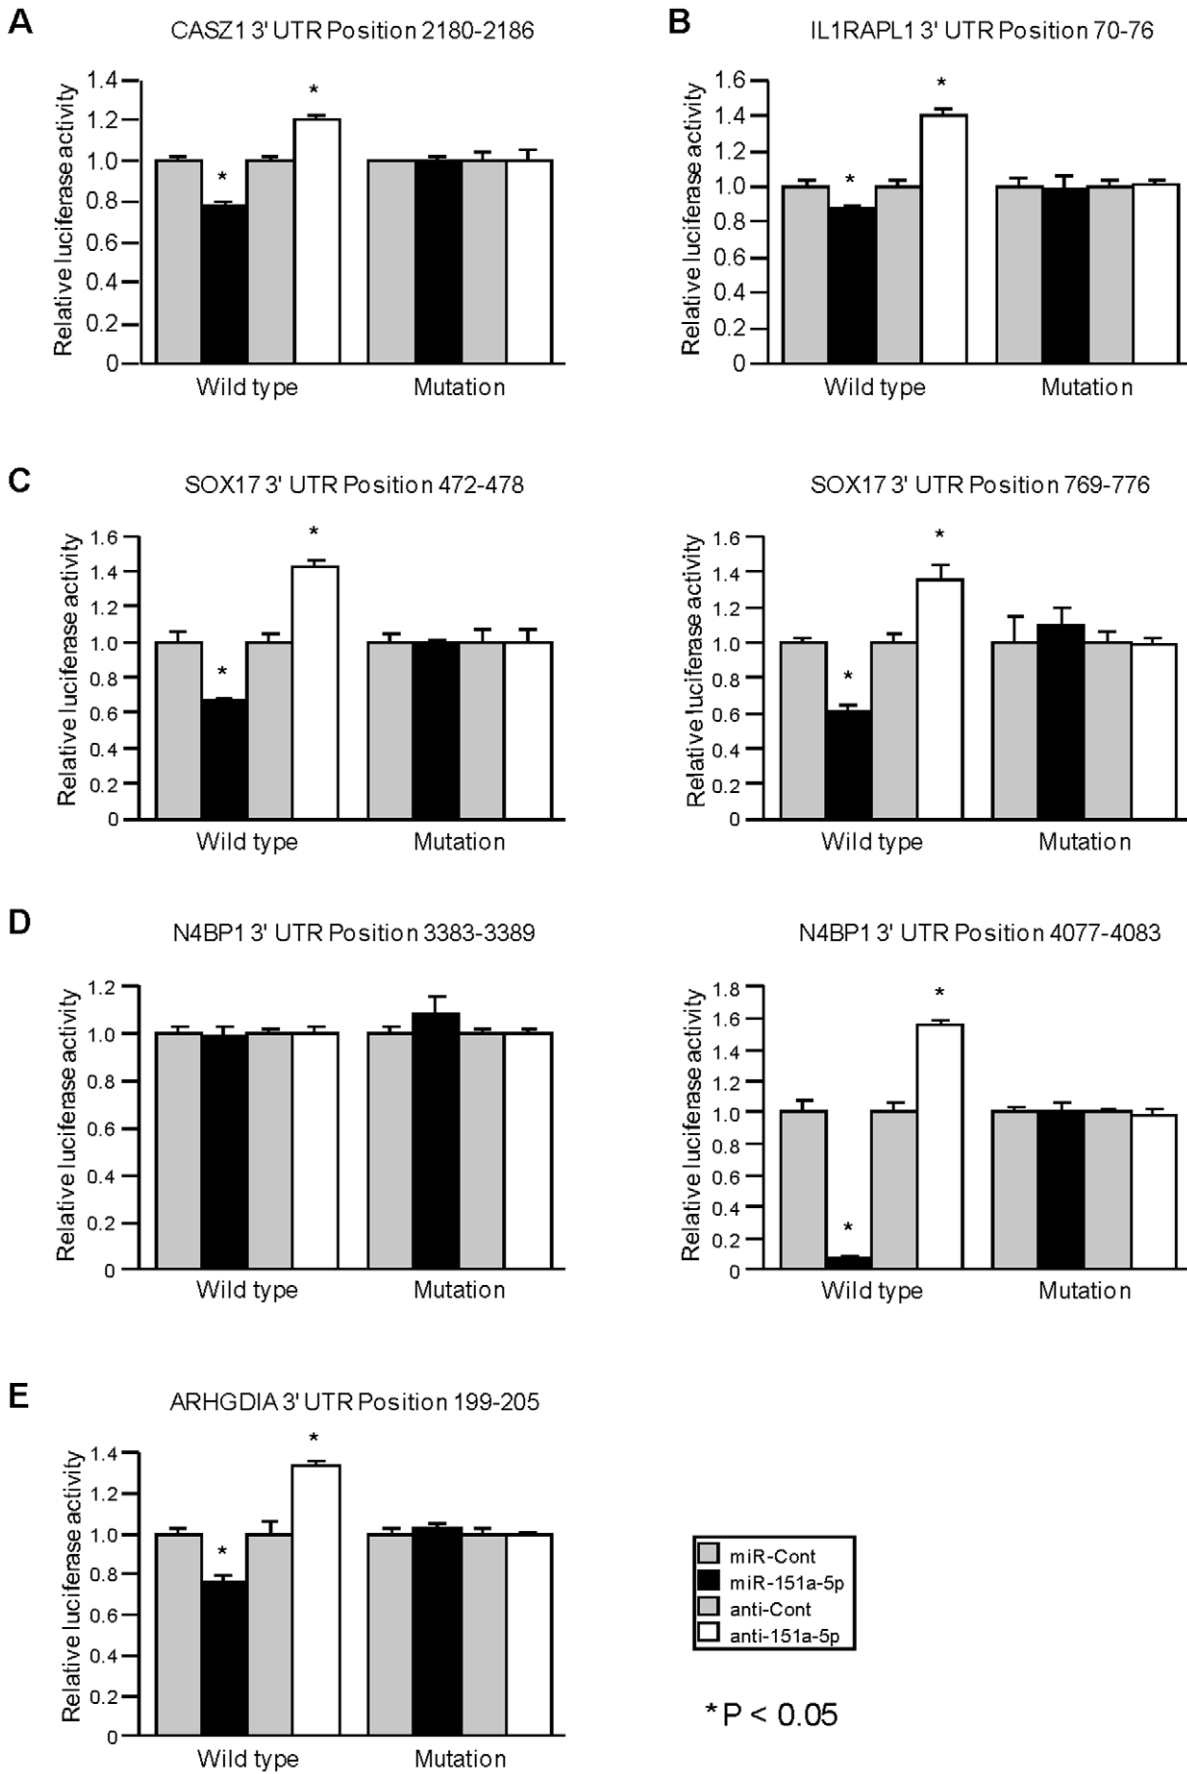 A
CASZ1 3' UTR Position 2180-2186
Relative luciferase activity
1.4
1.2
1.0
0.8
0.6
0.4
0.2
0
*
*
Wild type
Mutation
B
IL1RAPL1 3' UTR Position 70-76
Relative luciferase activity
1.6
1.4
1.2
1.0
0.8
0.6
0.4
0.2
0
*
*
Wild type
Mutation
C
SOX17 3' UTR Position 472-478
Relative luciferase activity
1.6
1.4
1.2
1.0
0.8
0.6
0.4
0.2
0
*
*
Wild type
Mutation
SOX17 3' UTR Position 769-776
Relative luciferase activity
1.6
1.4
1.2
1.0
0.8
0.6
0.4
0.2
0
*
*
Wild type
Mutation
D
N4BP1 3' UTR Position 3383-3389
Relative luciferase activity
1.2
1.0
0.8
0.6
0.4
0.2
0
Wild type
Mutation
N4BP1 3' UTR Position 4077-4083
Relative luciferase activity
1.8
1.6
1.4
1.2
1.0
0.8
0.6
0.4
0.2
0
*
*
Wild type
Mutation
E
ARHGDIA 3' UTR Position 199-205
Relative luciferase activity
1.4
1.2
1.0
0.8
0.6
0.4
0.2
0
*
*
Wild type
Mutation
miR-Cont
miR-151a-5p
anti-Cont
anti-151a-5p
* P < 0.05